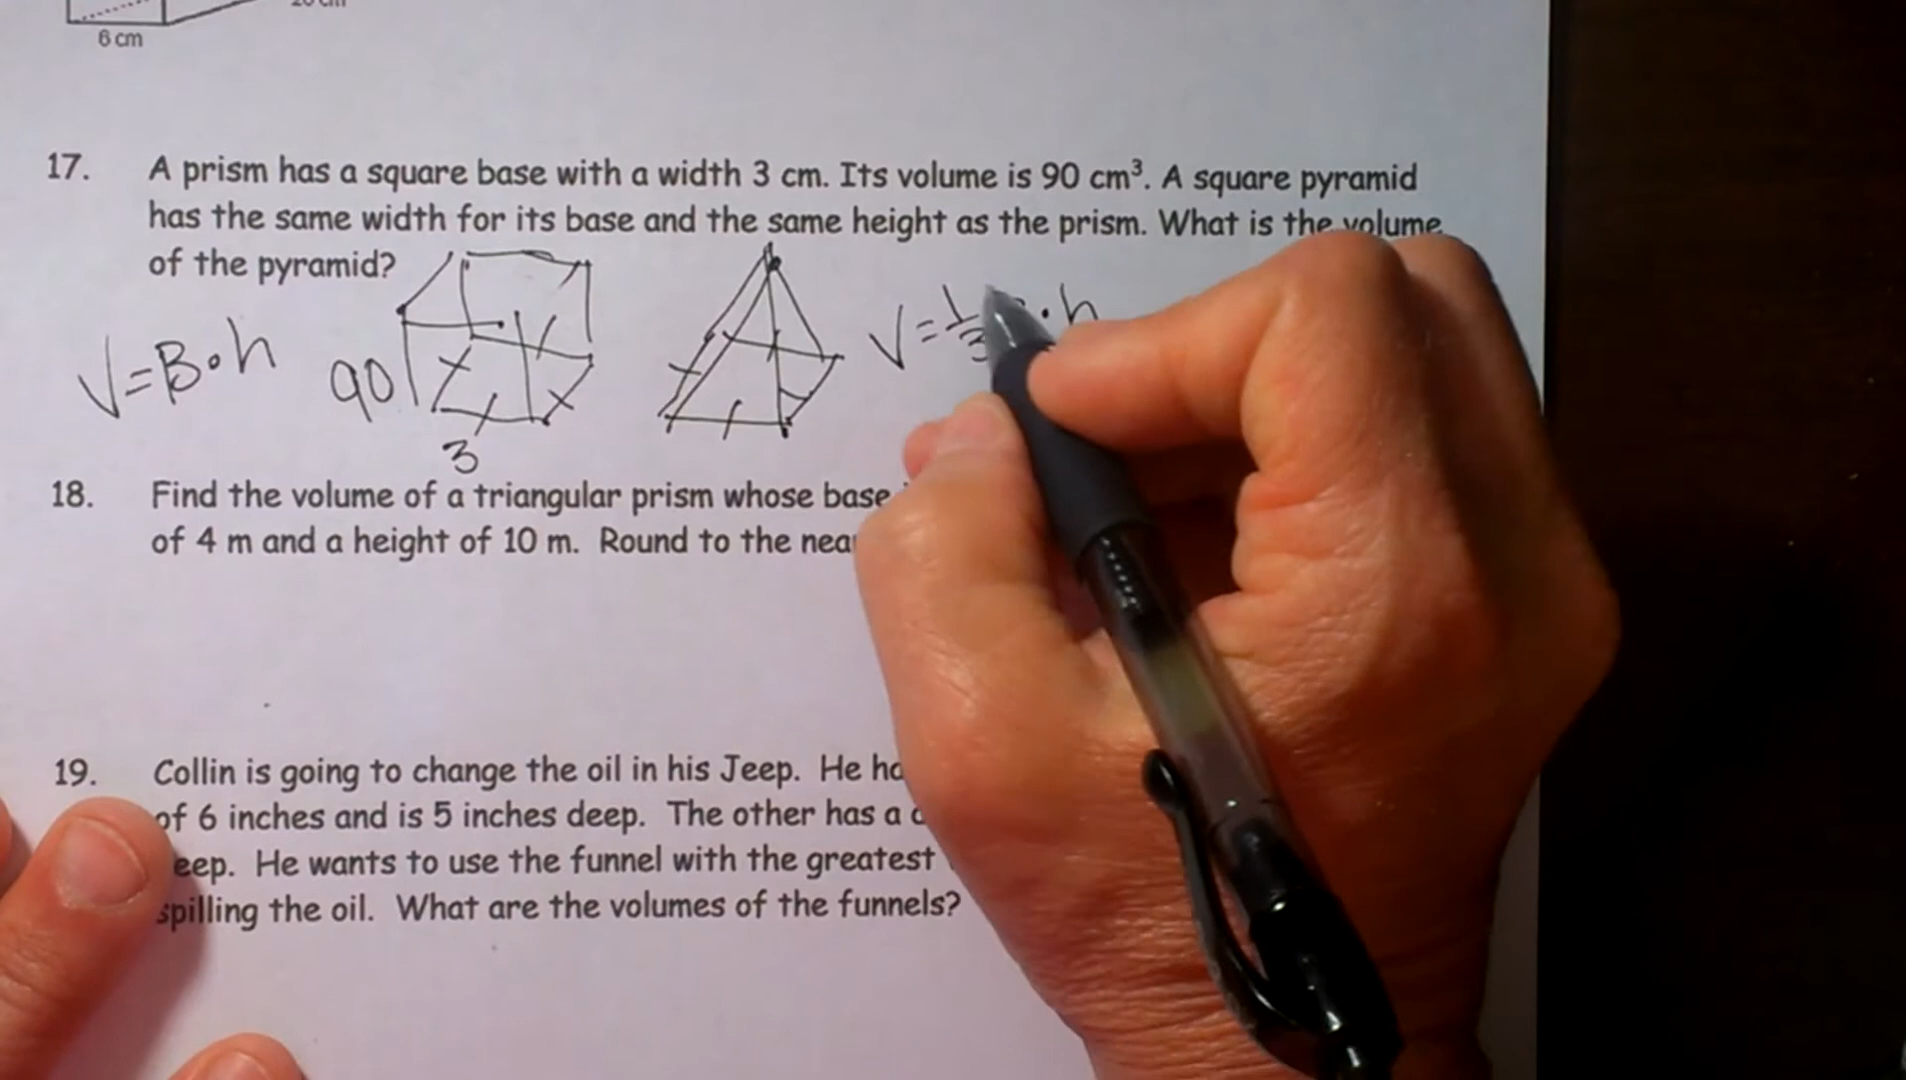 6 cm
17. A prism has a square base with a width 3 cm. Its volume is 90 cm³. A square pyramid
has the same width for its base and the same height as the prism. What is the volume
of the pyramid?
V=B•h
90
3
V=1/3 •h
18. Find the volume of a triangular prism whose base
of 4 m and a height of 10 m. Round to the
19. Collin is going to change the oil in his Jeep. He
of 6 inches and is 5 inches deep. The other has a
eep. He wants to use the funnel with the greatest
spilling the oil. What are the volumes of the funnels?